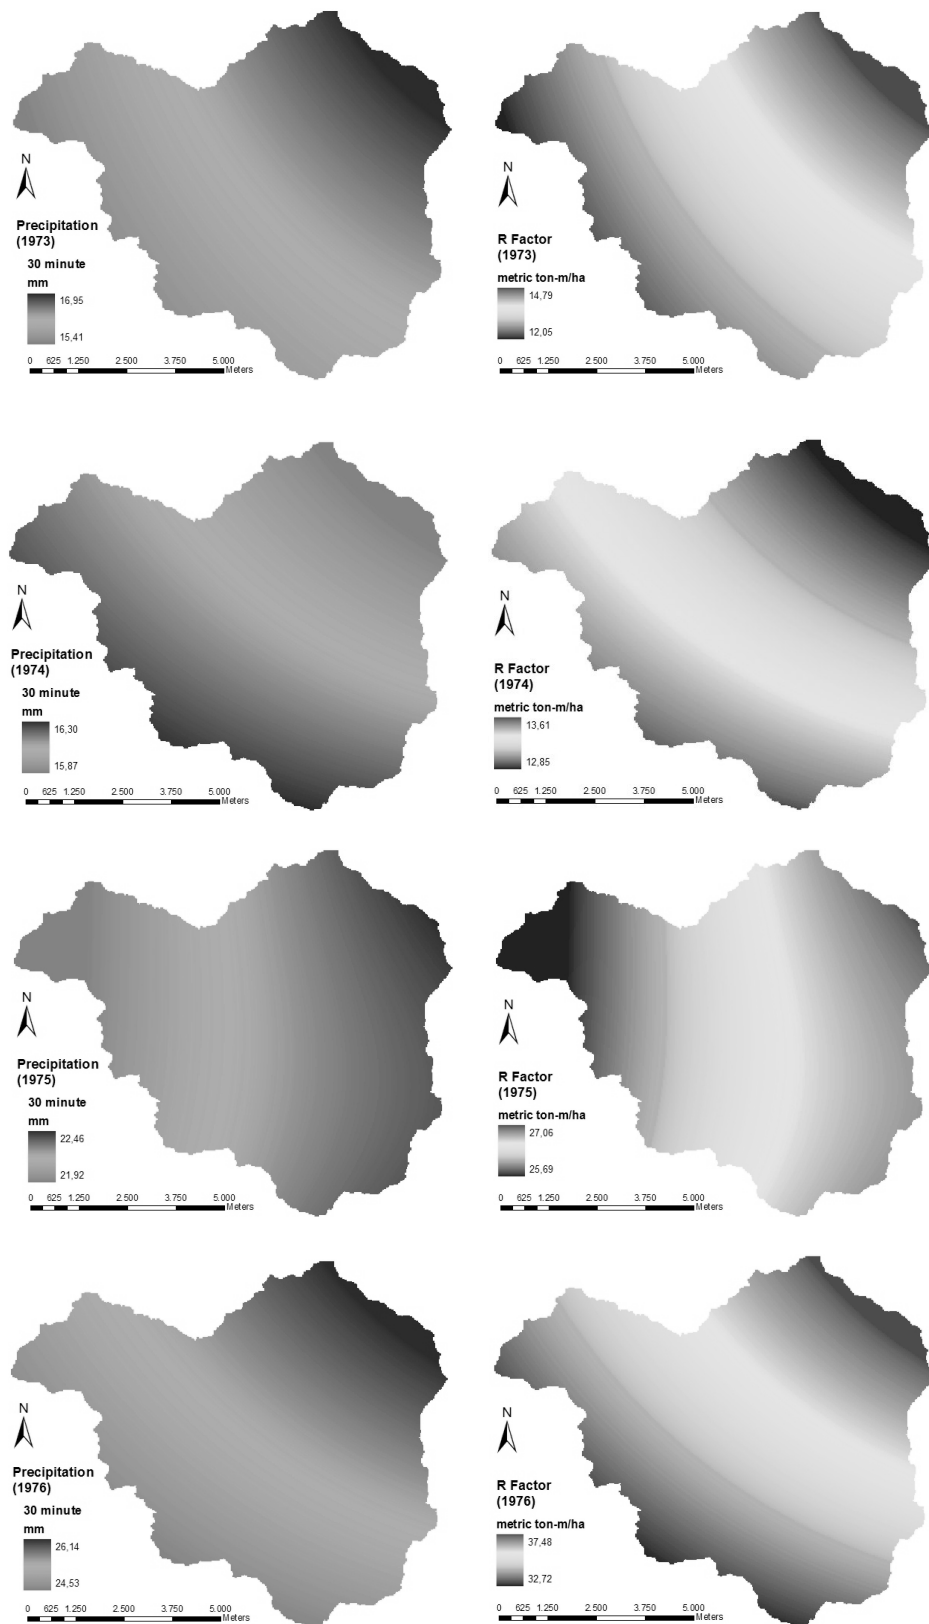 N
Precipitation
(1973)
30 minute
mm
16,95
15,41
0 625 1.250 2.500 3.750 5.000
Meters
N
R Factor
(1973)
metric ton-m/ha
14,79
12,05
0 625 1.250 2.500 3.750 5.000
Meters
N
Precipitation
(1974)
30 minute
mm
16,30
15,87
0 625 1.250 2.500 3.750 5.000
Meters
N
R Factor
(1974)
metric ton-m/ha
13,61
12,85
0 625 1.250 2.500 3.750 5.000
Meters
N
Precipitation
(1975)
30 minute
mm
22,46
21,92
0 625 1.250 2.500 3.750 5.000
Meters
N
R Factor
(1975)
metric ton-m/ha
27,06
25,69
0 625 1.250 2.500 3.750 5.000
Meters
N
Precipitation
(1976)
30 minute
mm
26,14
24,53
0 625 1.250 2.500 3.750 5.000
Meters
N
R Factor
(1976)
metric ton-m/ha
37,48
32,72
0 625 1.250 2.500 3.750 5.000
Meters